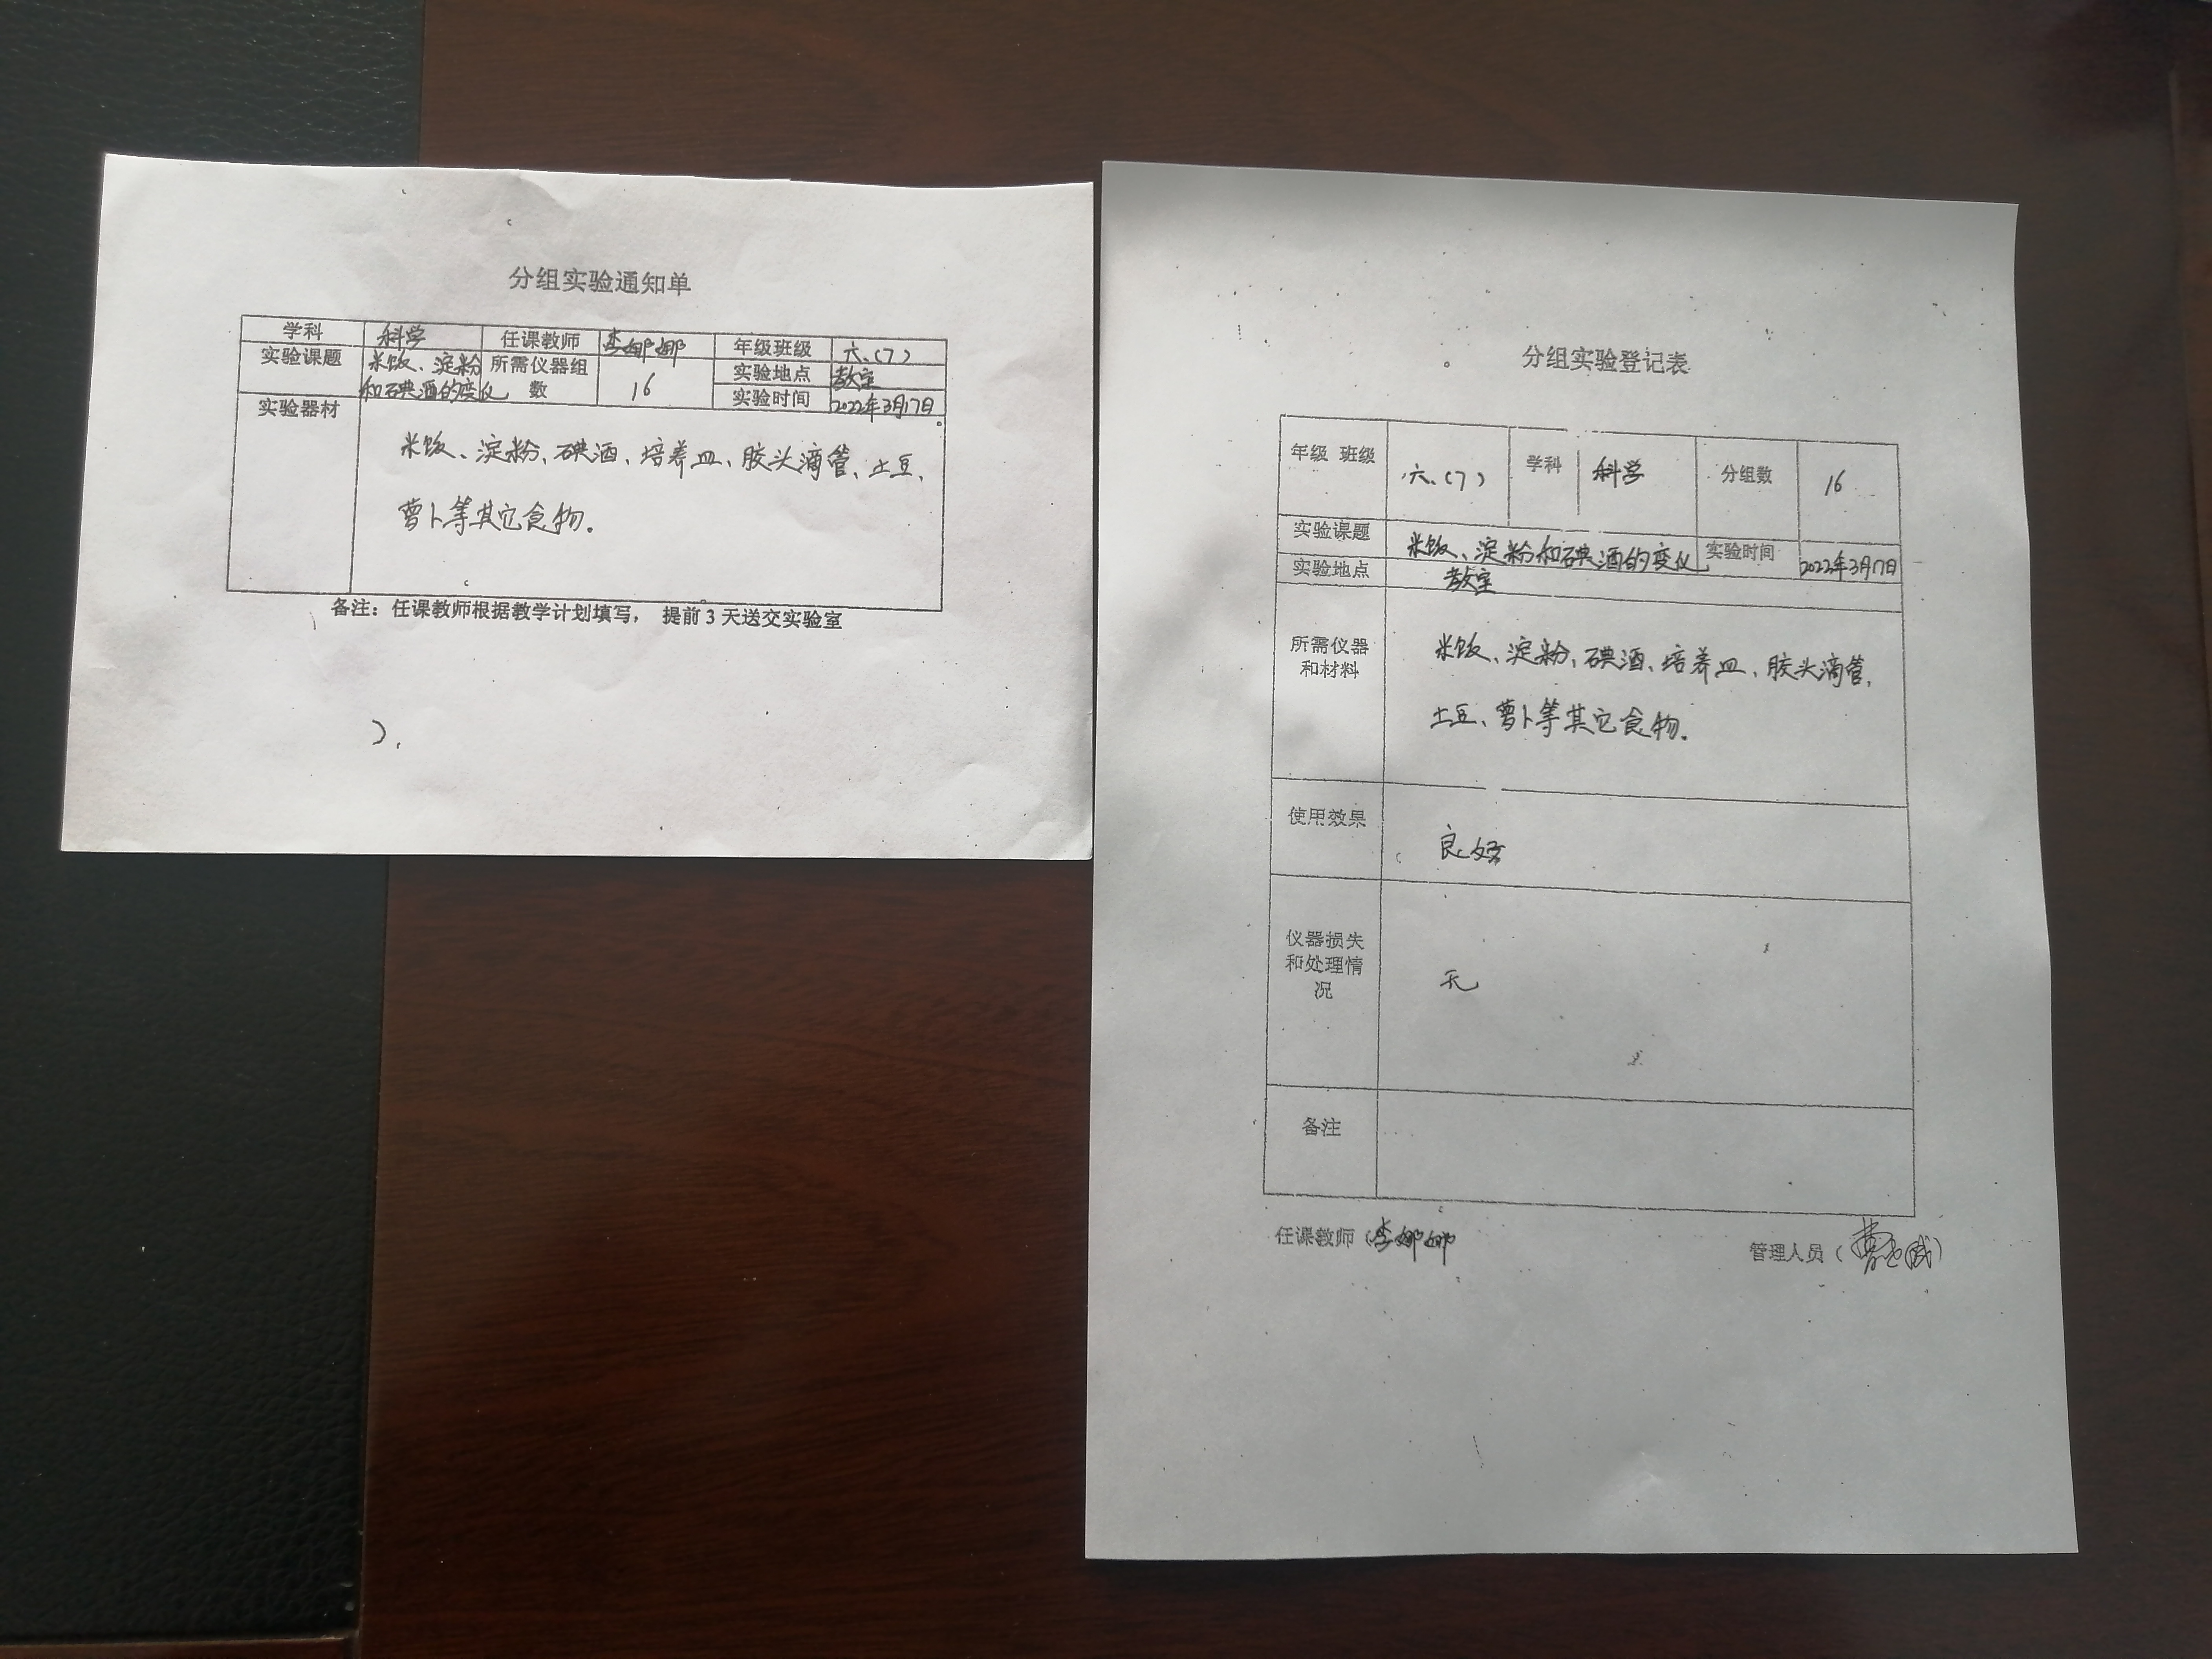 分组实验通知单
学科 科学 任课教师 李娜娜 年级班级 六.(7)
实验课题 米饭、淀粉和碘酒的变化 所需仪器组数 16 实验地点 教室
实验时间 2022年3月17日
实验器材
米饭、淀粉、碘酒、培养皿、胶头滴管、土豆、
萝卜等其它食物。
备注：任课教师根据教学计划填写， 提前3天送交实验室
分组实验登记表
年级 班级 六.(7) 学科 科学 分组数 16
实验课题 米饭、淀粉和碘酒的变化 实验时间 2022年3月17日
实验地点 教室
所需仪器和材料
米饭、淀粉、碘酒、培养皿、胶头滴管、
土豆、萝卜等其它食物。
使用效果 良好
仪器损失和处理情况 无
备注
任课教师（李娜娜 管理人员（曹）